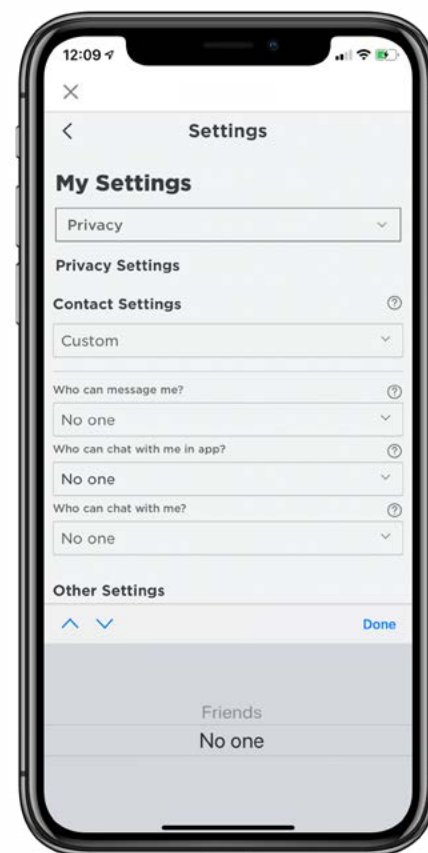 12:09
Settings
My Settings
Privacy
Privacy Settings
Contact Settings
Custom
Who can message me?
No one
Who can chat with me in app?
No one
Who can chat with me?
No one
Other Settings
Done
Friends
No one